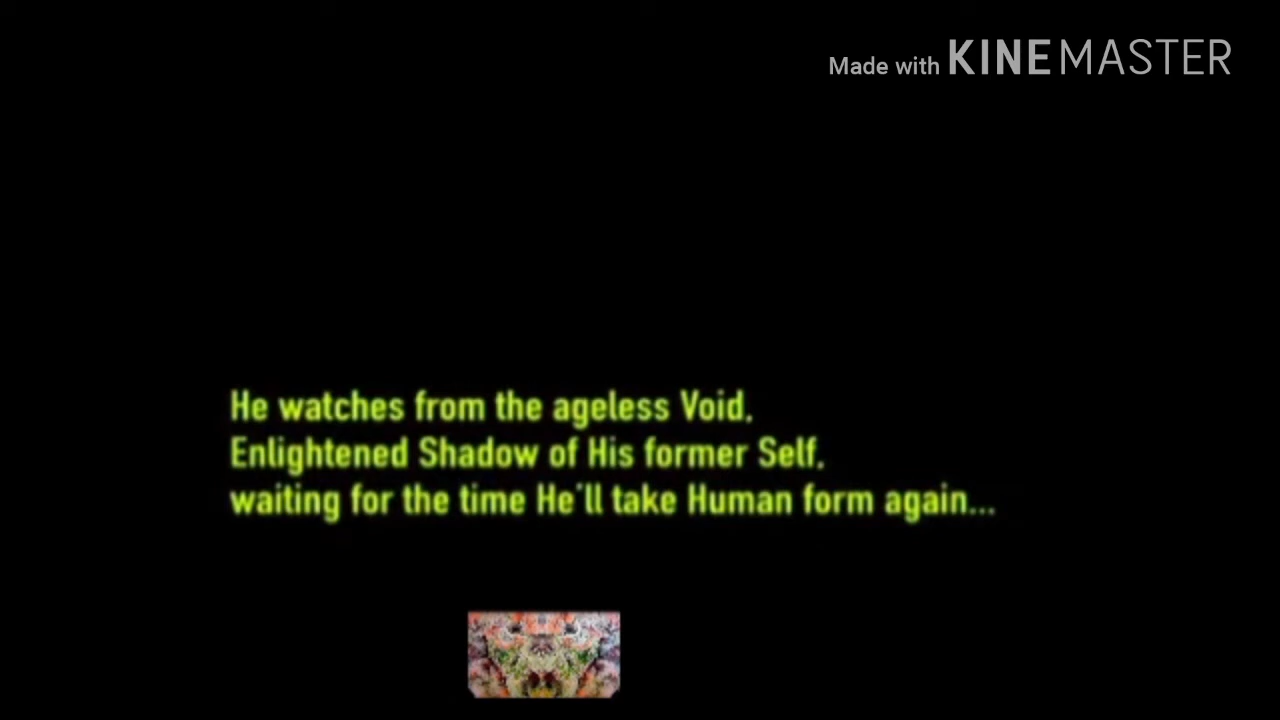 Made with KINEMASTER
He watches from the ageless Void,
Enlightened Shadow of His former Self,
waiting for the time He'll take Human form again...